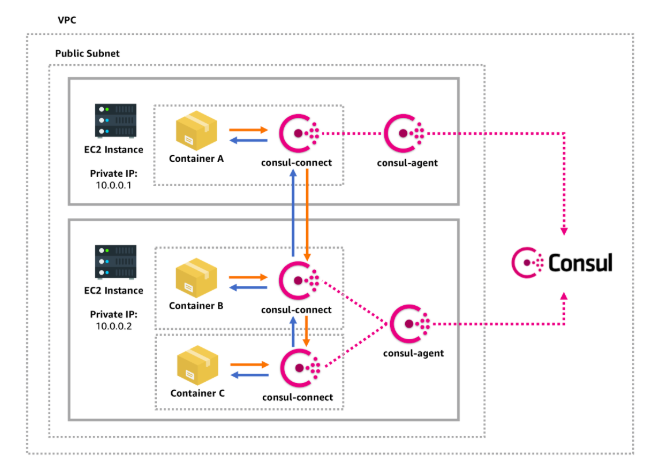 VPC
Public Subnet
EC2 Instance
Private IP:
10.0.0.1
Container A
consul-connect
consul-agent
Consul
EC2 Instance
Private IP:
10.0.0.2
Container B
consul-connect
consul-agent
Container C
consul-connect